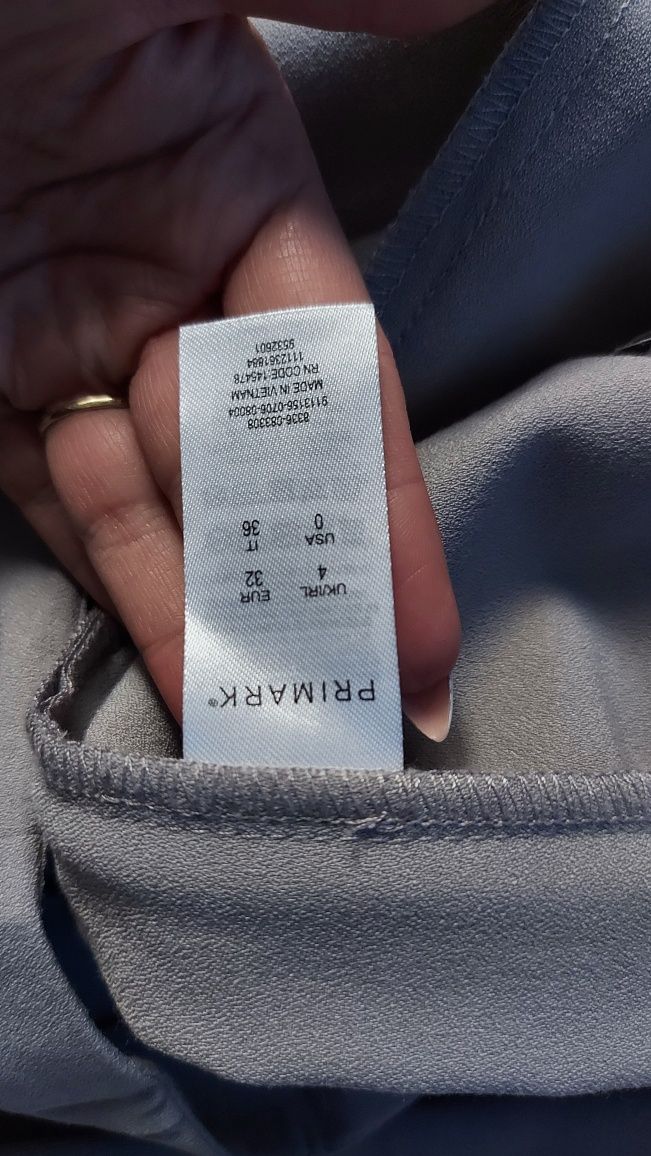 PRIMARK®
UK/IRL EUR
4 32
USA IT
0 36
8336-083308
9113156-0706-08004
MADE IN VIETNAM
RN CODE:145478
1112361884
9532601